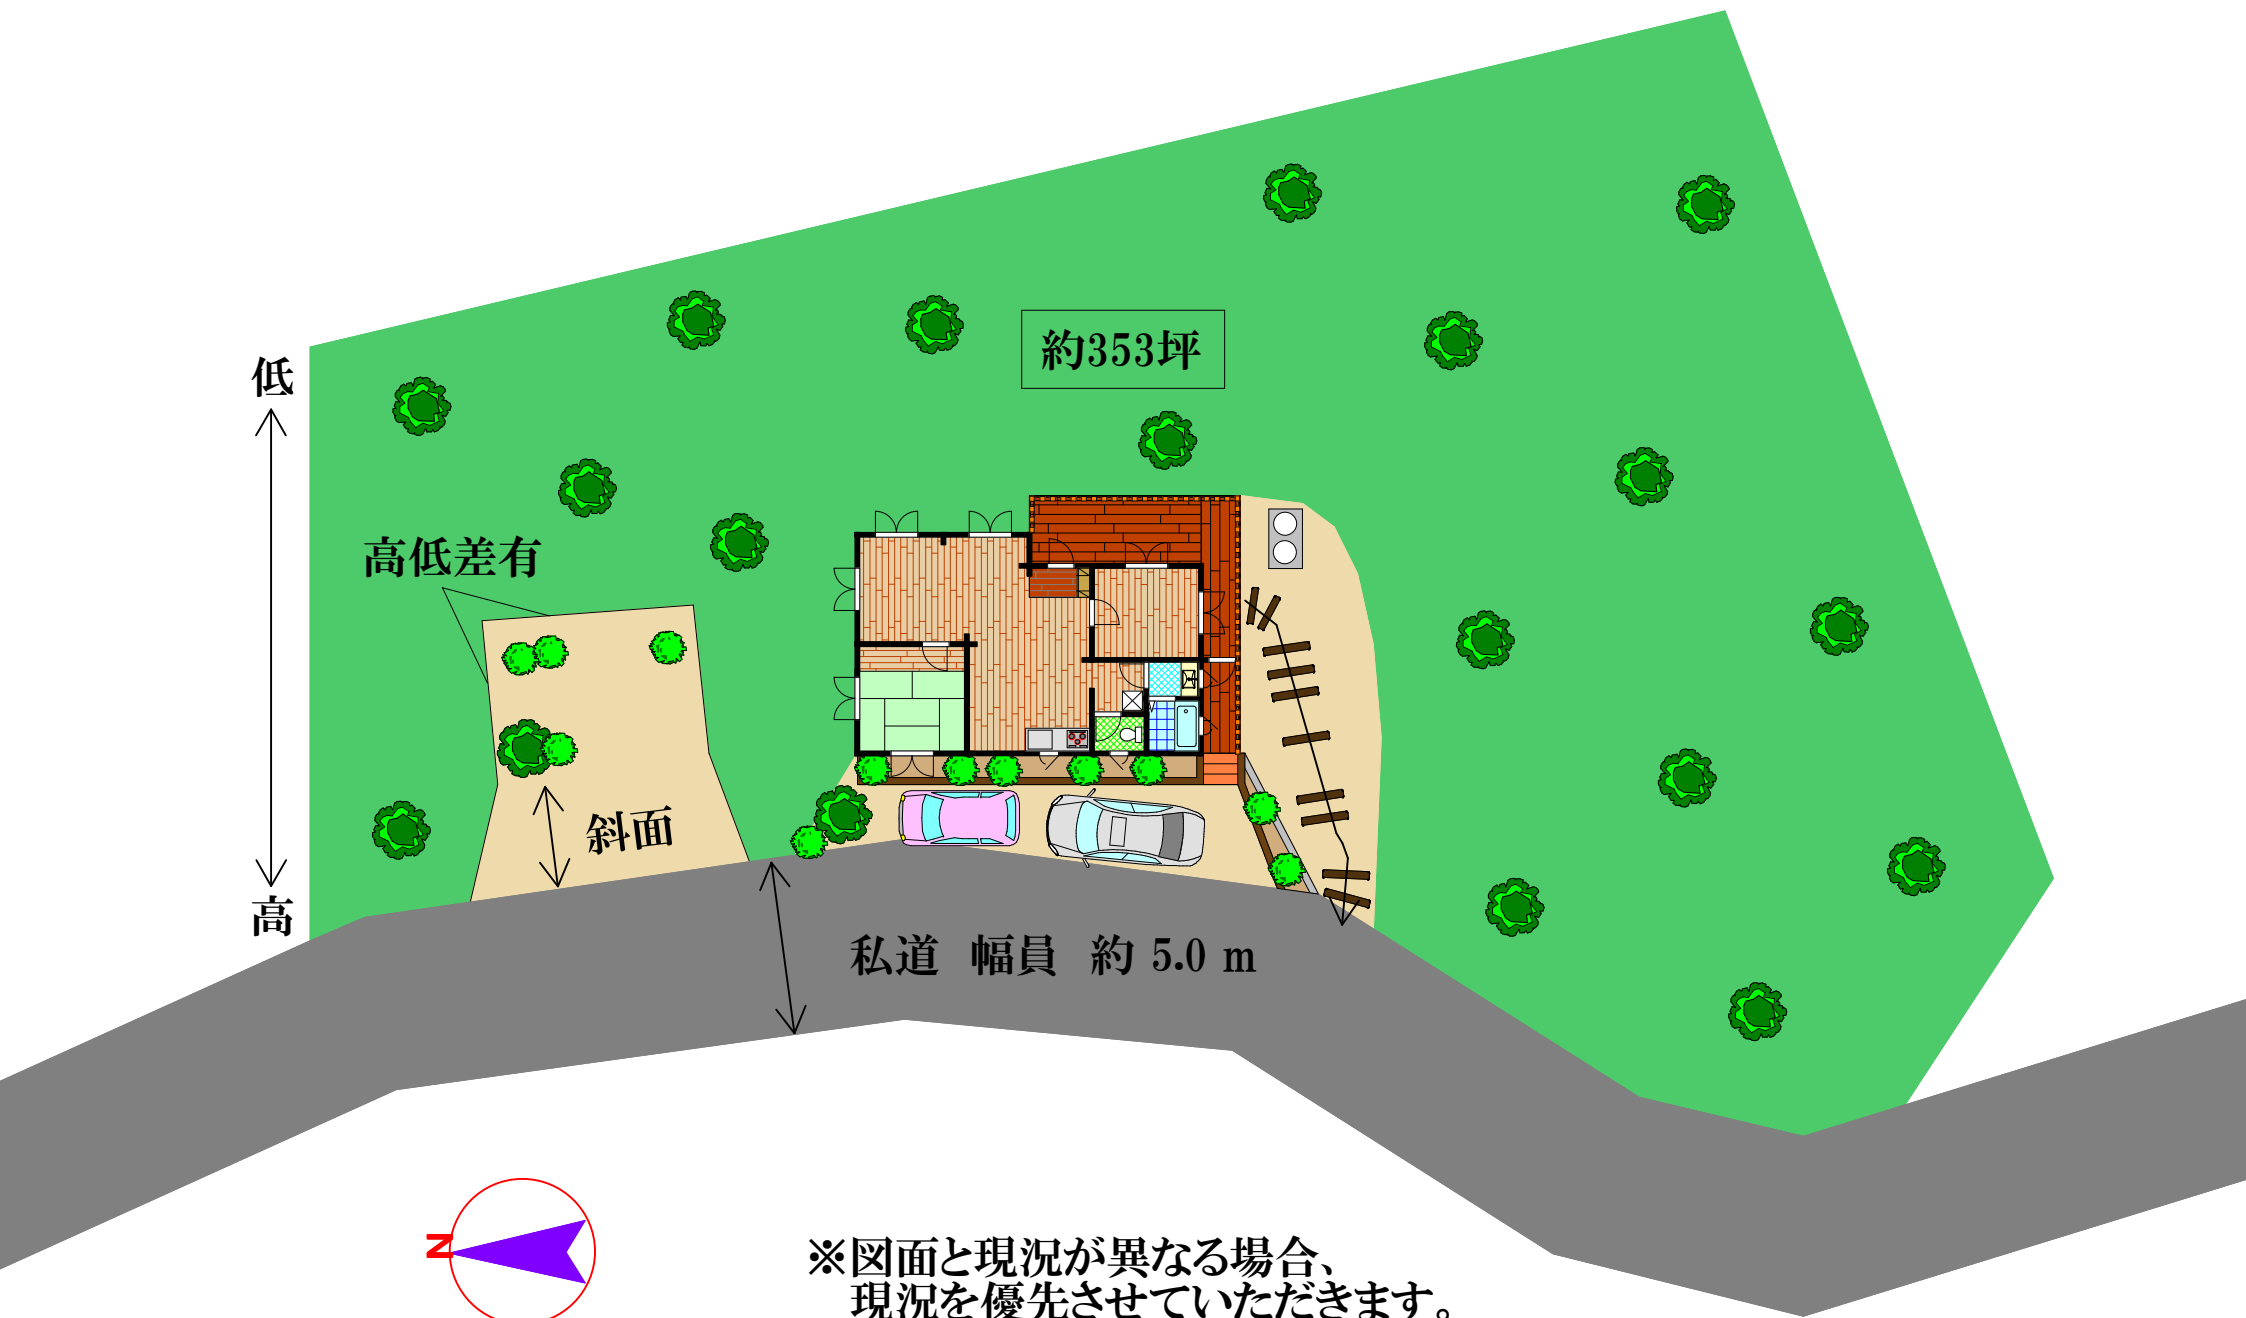 約353坪
低
高低差有
斜面
高
私道 幅員 約 5.0 m
N
※図面と現況が異なる場合、
現況を優先させていただきます。